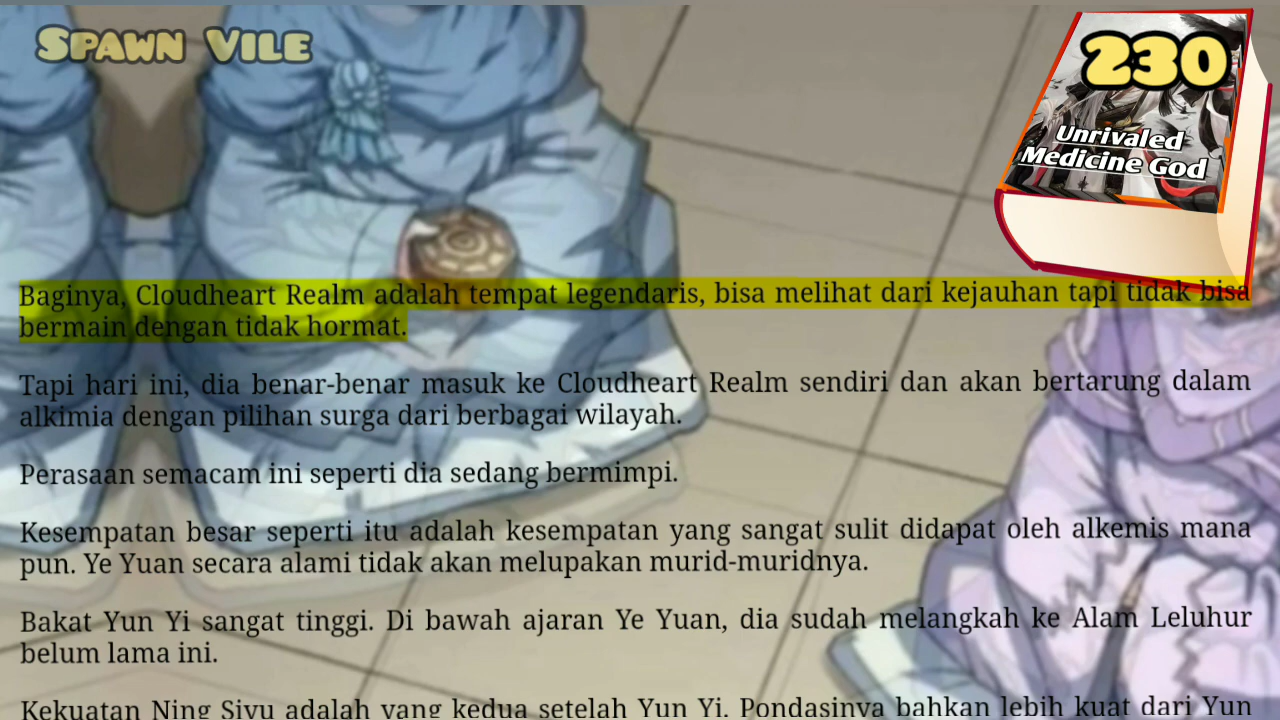 Spawn Vile
230
Unrivaled
Medicine God
Baginya, Cloudheart Realm adalah tempat legendaris, bisa melihat dari kejauhan tapi tidak bisa
bermain dengan tidak hormat.
Tapi hari ini, dia benar-benar masuk ke Cloudheart Realm sendiri dan akan bertarung dalam
alkimia dengan pilihan surga dari berbagai wilayah.
Perasaan semacam ini seperti dia sedang bermimpi.
Kesempatan besar seperti itu adalah kesempatan yang sangat sulit didapat oleh alkemis mana
pun. Ye Yuan secara alami tidak akan melupakan murid-muridnya.
Bakat Yun Yi sangat tinggi. Di bawah ajaran Ye Yuan, dia sudah melangkah ke Alam Leluhur
belum lama ini.
Kekuatan Ning Siyu adalah yang kedua setelah Yun Yi. Pondasinya bahkan lebih kuat dari Yun